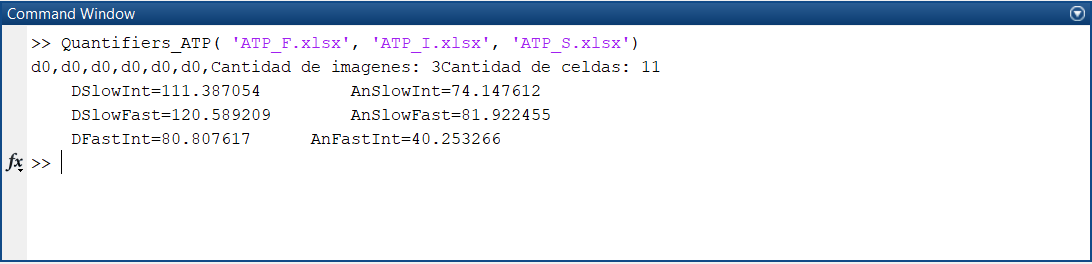 Command Window
>> Quantifiers_ATP( 'ATP_F.xlsx', 'ATP_I.xlsx', 'ATP_S.xlsx')
d0,d0,d0,d0,d0,d0,Cantidad de imagenes: 3Cantidad de celdas: 11
DSlowInt=111.387054 AnSlowInt=74.147612
DSlowFast=120.589209 AnSlowFast=81.922455
DFastInt=80.807617 AnFastInt=40.253266
fx >>